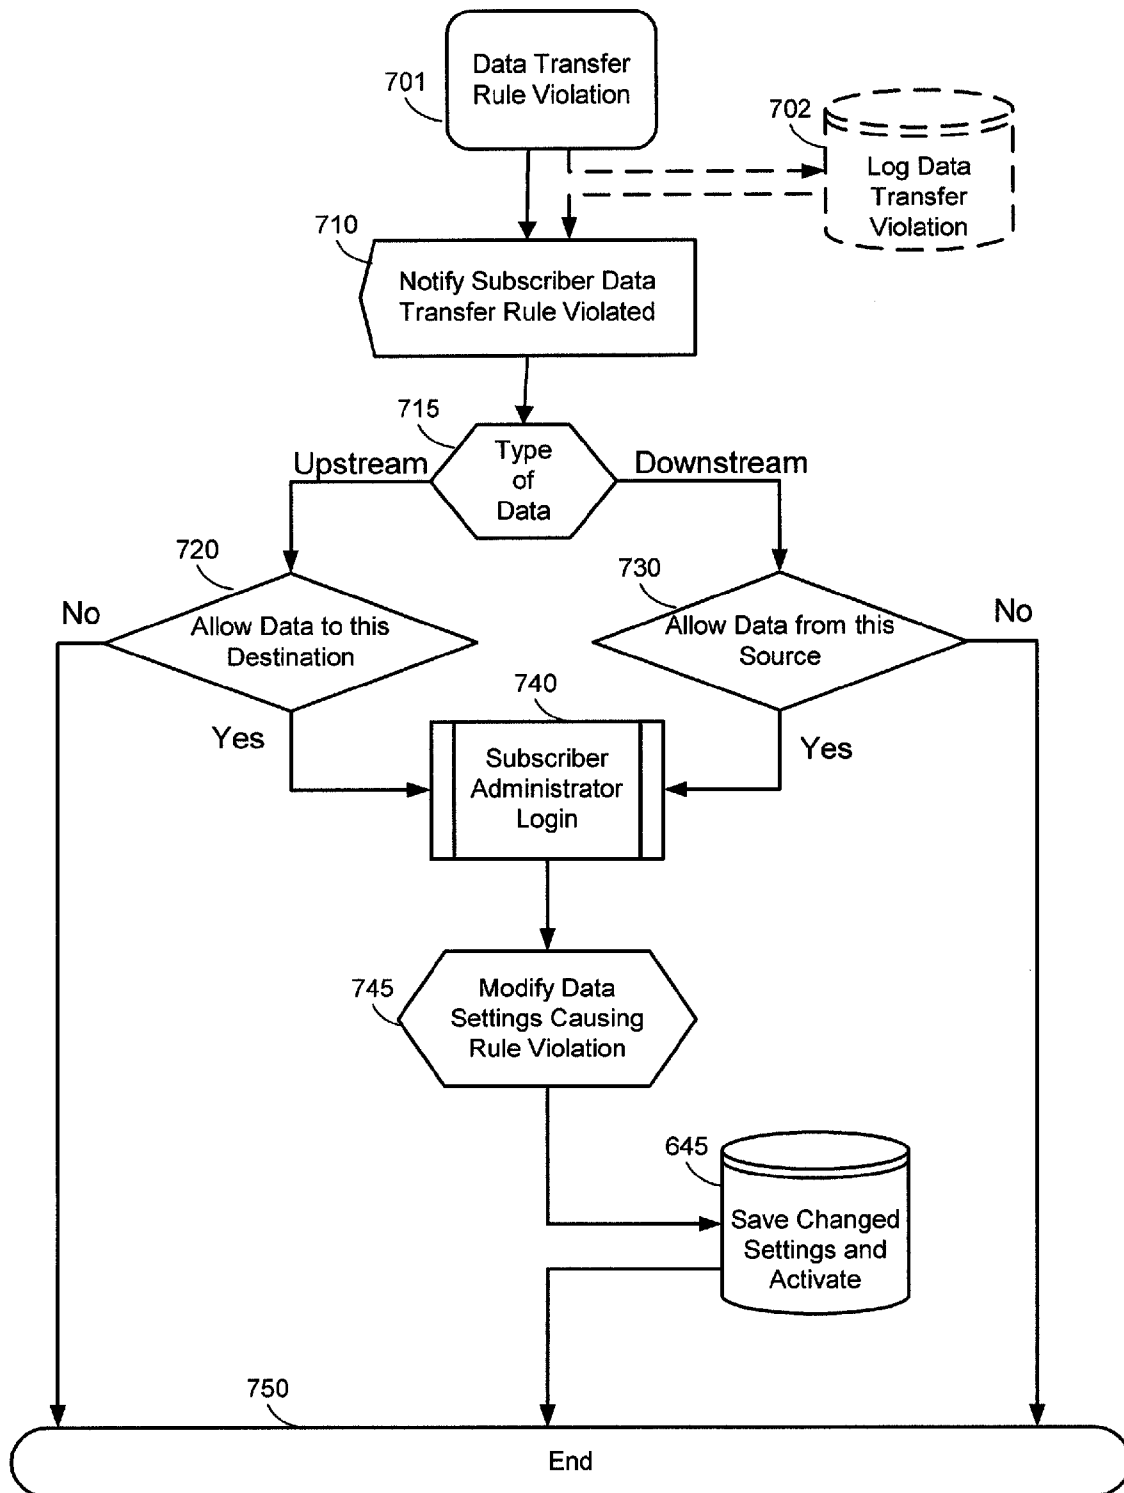 Data Transfer
Rule Violation
701
702
Log Data
Transfer
Violation
710
Notify Subscriber Data
Transfer Rule Violated
715
Type
of
Data
Upstream
Downstream
720
Allow Data to this
Destination
No
Yes
730
Allow Data from this
Source
No
Yes
740
Subscriber
Administrator
Login
745
Modify Data
Settings Causing
Rule Violation
645
Save Changed
Settings and
Activate
750
End